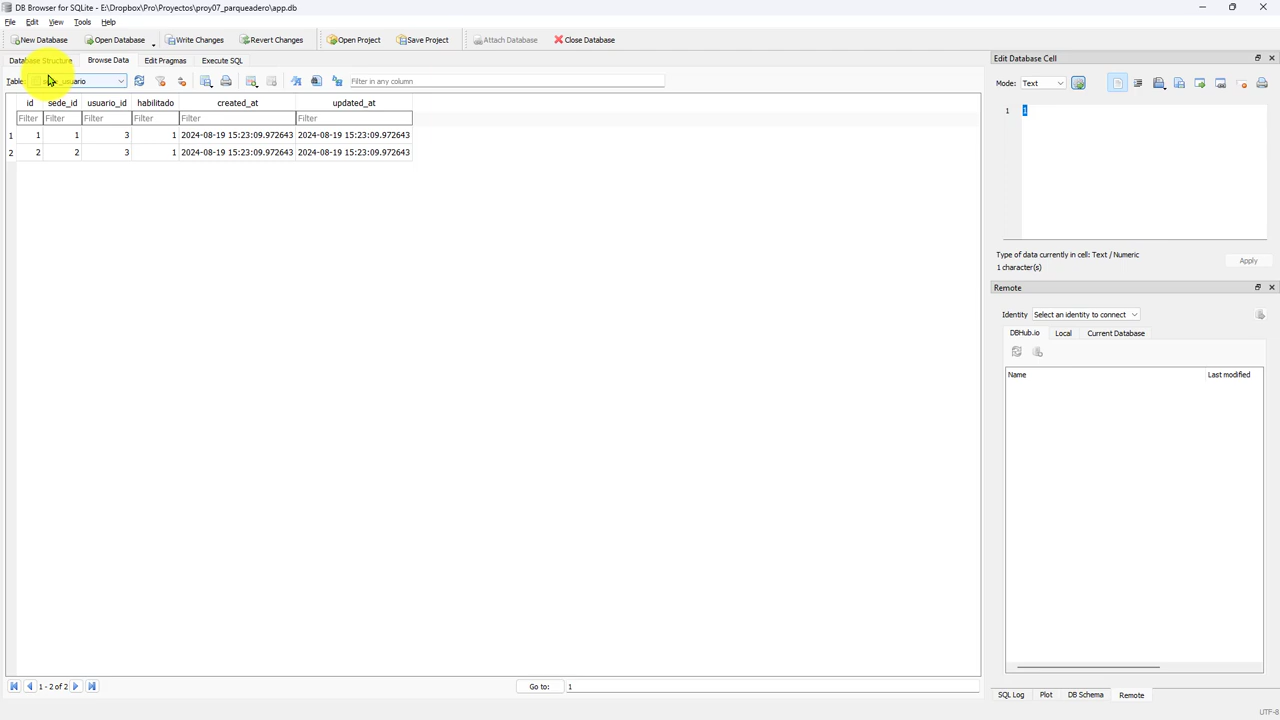 DB Browser for SQLite - E:\Dropbox\Pro\Proyectos\proy07_parqueadero\app.db
File Edit View Tools Help
New Database Open Database Write Changes Revert Changes Open Project Save Project Attach Database Close Database
Database Structure Browse Data Edit Pragmas Execute SQL
Table: Filter in any column
id sede_id usuario_id habilitado created_at updated_at
Filter Filter Filter Filter Filter Filter
1 1 1 3 1 2024-08-19 15:23:09.972643 2024-08-19 15:23:09.972643
2 2 2 3 1 2024-08-19 15:23:09.972643 2024-08-19 15:23:09.972643
1 - 2 of 2 Go to: 1
Edit Database Cell
Mode: Text
1 1
Type of data currently in cell: Text / Numeric
1 character(s) Apply
Remote
Identity Select an identity to connect
DBHub.io Local Current Database
Name Last modified
SQL Log Plot DB Schema Remote
UTF-8